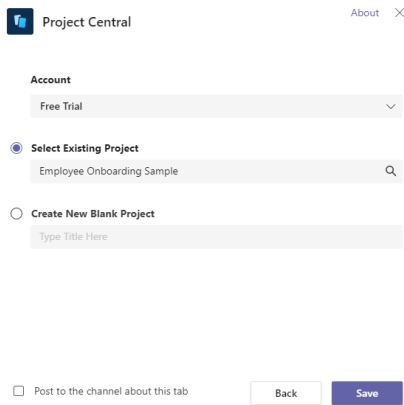 Project Central
About
Account
Free Trial
Select Existing Project
Employee Onboarding Sample
Create New Blank Project
Type Title Here
Post to the channel about this tab
Back
Save